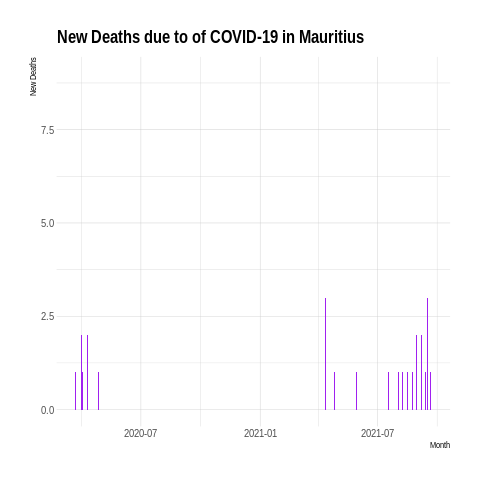 New Deaths due to of COVID-19 in Mauritius
New Deaths
7.5
5.0
2.5
0.0
2020-07 2021-01 2021-07
Month